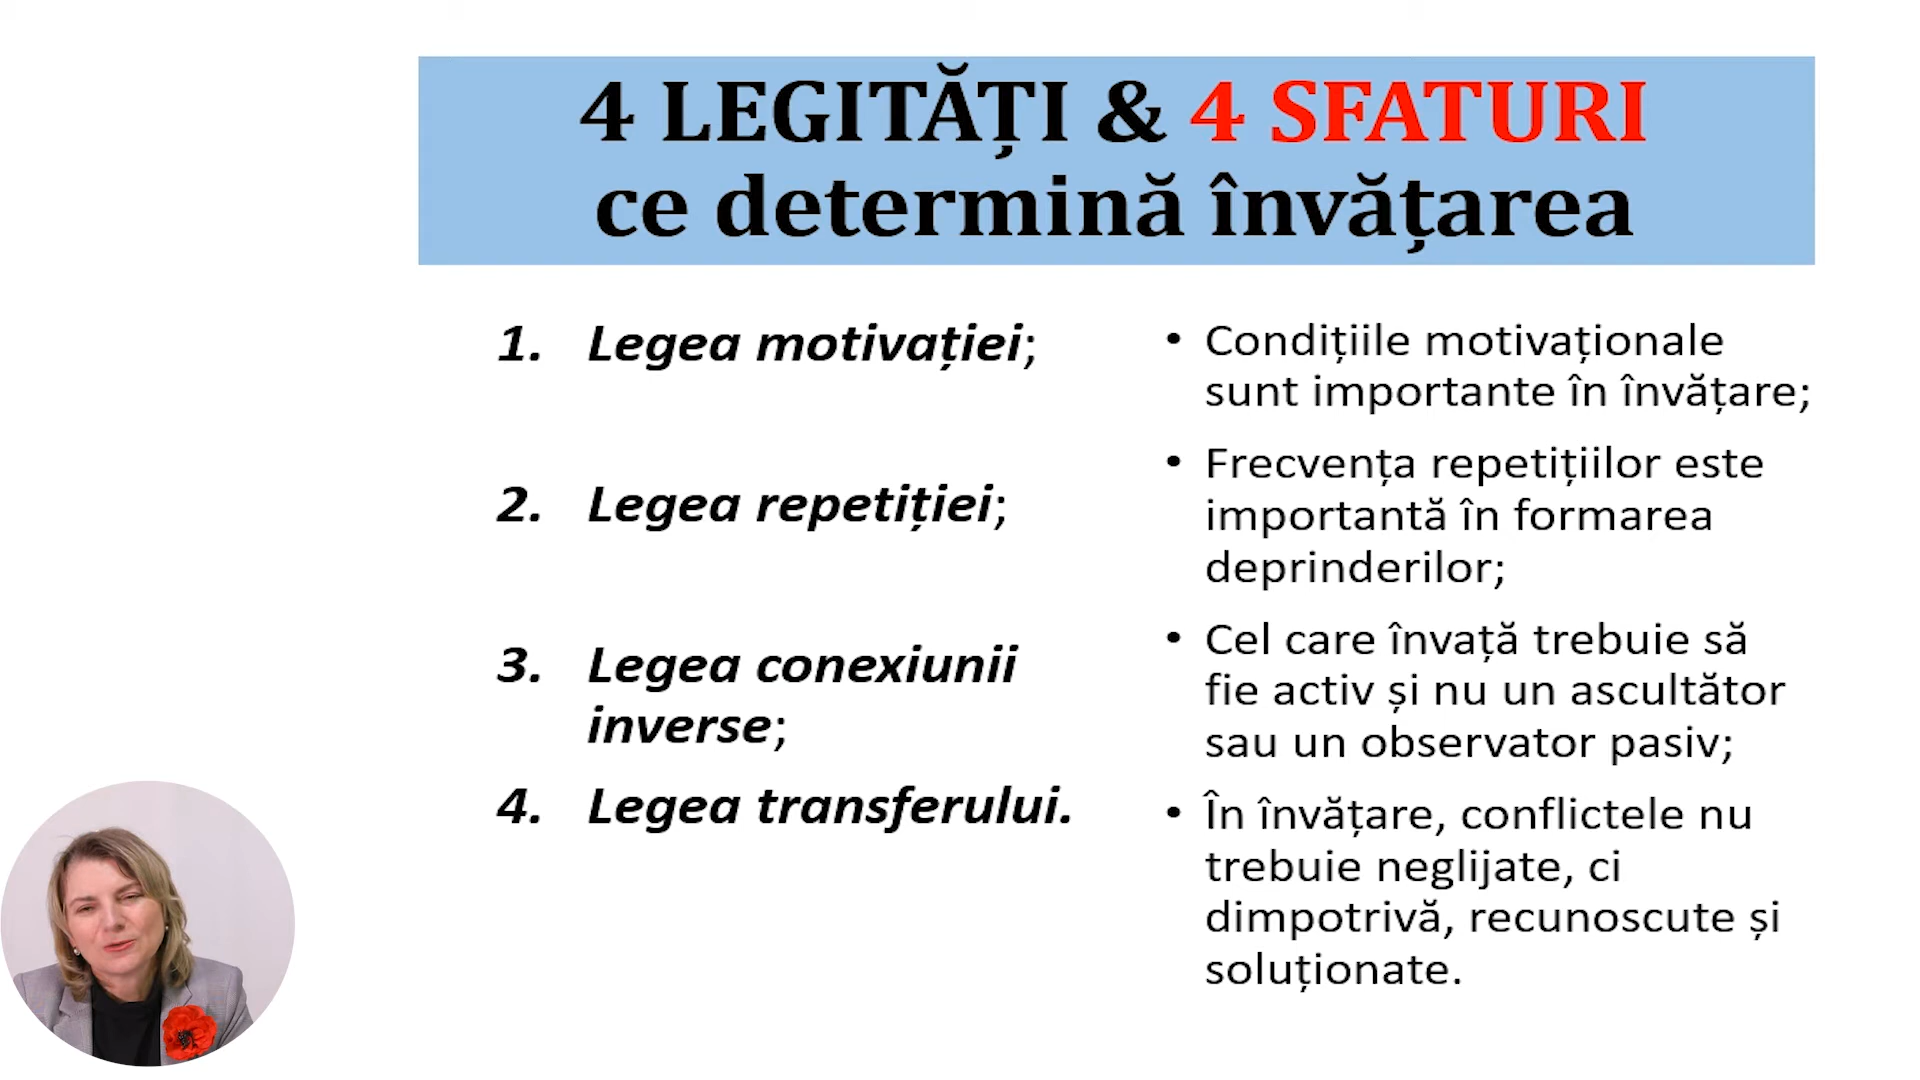 4 LEGITĂȚI & 4 SFATURI
ce determină învățarea
1. Legea motivației;
2. Legea repetiției;
3. Legea conexiunii
inverse;
4. Legea transferului.
• Condițiile motivaționale
sunt importante în învățare;
• Frecvența repetițiilor este
importantă în formarea
deprinderilor;
• Cel care învață trebuie să
fie activ și nu un ascultător
sau un observator pasiv;
• În învățare, conflictele nu
trebuie neglijate, ci
dimpotrivă, recunoscute și
soluționate.